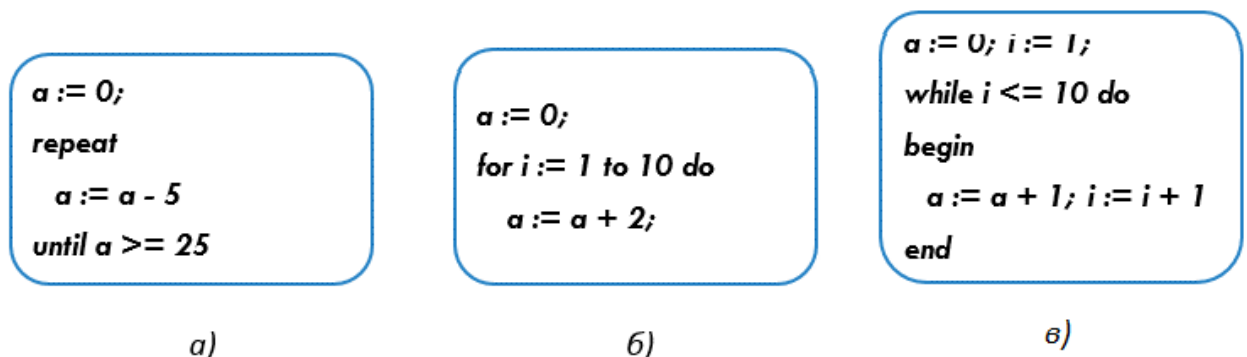 a := 0;
repeat
a := a - 5
until a >= 25
а)
a := 0;
for i := 1 to 10 do
a := a + 2;
б)
a := 0; i := 1;
while i <= 10 do
begin
a := a + 1; i := i + 1
end
в)